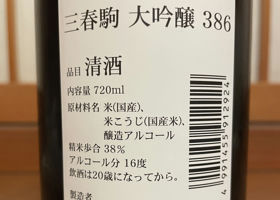 三春駒 大吟醸 386
品目 清酒
内容量 720ml
原材料名 米(国産)、
米こうじ(国産米)、
醸造アルコール
精米歩合 38%
アルコール分 16度
飲酒は20歳になってから。
製造者
4991455912924